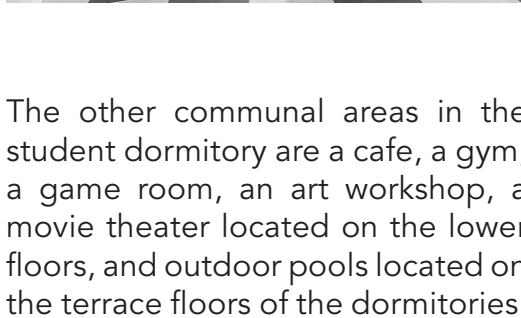 The other communal areas in the
student dormitory are a cafe, a gym,
a game room, an art workshop, a
movie theater located on the lower
floors, and outdoor pools located on
the terrace floors of the dormitories